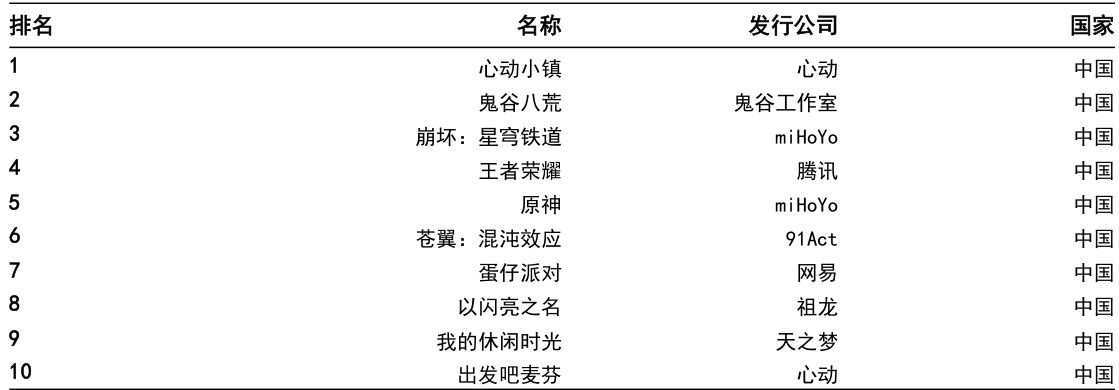 排名 名称 发行公司 国家
1 心动小镇 心动 中国
2 鬼谷八荒 鬼谷工作室 中国
3 崩坏：星穹铁道 miHoYo 中国
4 王者荣耀 腾讯 中国
5 原神 miHoYo 中国
6 苍翼：混沌效应 91Act 中国
7 蛋仔派对 网易 中国
8 以闪亮之名 祖龙 中国
9 我的休闲时光 天之梦 中国
10 出发吧麦芬 心动 中国